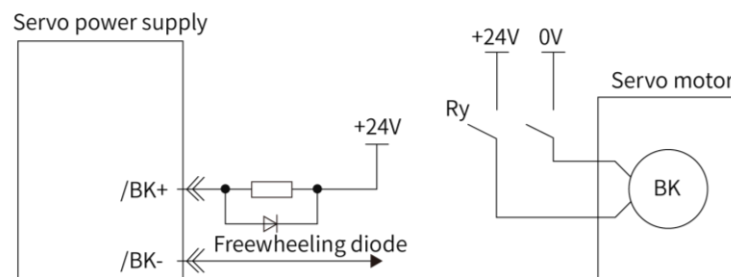 Servo power supply
+24V
0V
Servo motor
Ry
+24V
/BK+
BK
Freewheeling diode
/BK-